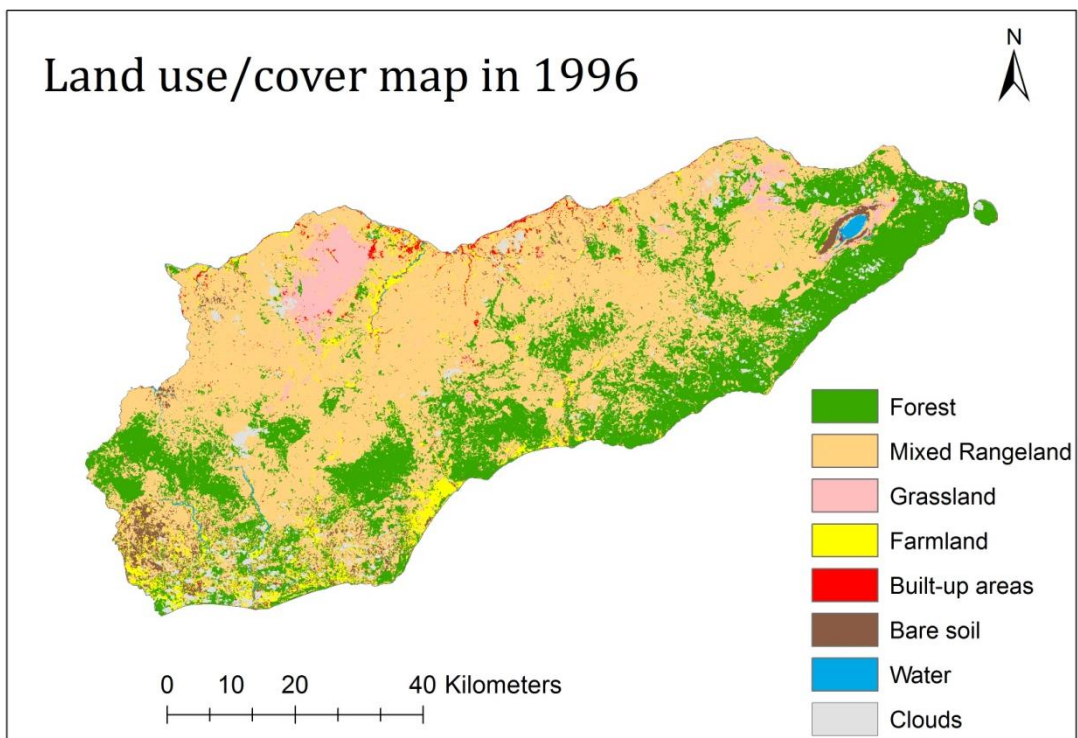 N
Land use/cover map in 1996
Forest
Mixed Rangeland
Grassland
Farmland
Built-up areas
Bare soil
Water
Clouds
0 10 20 40 Kilometers